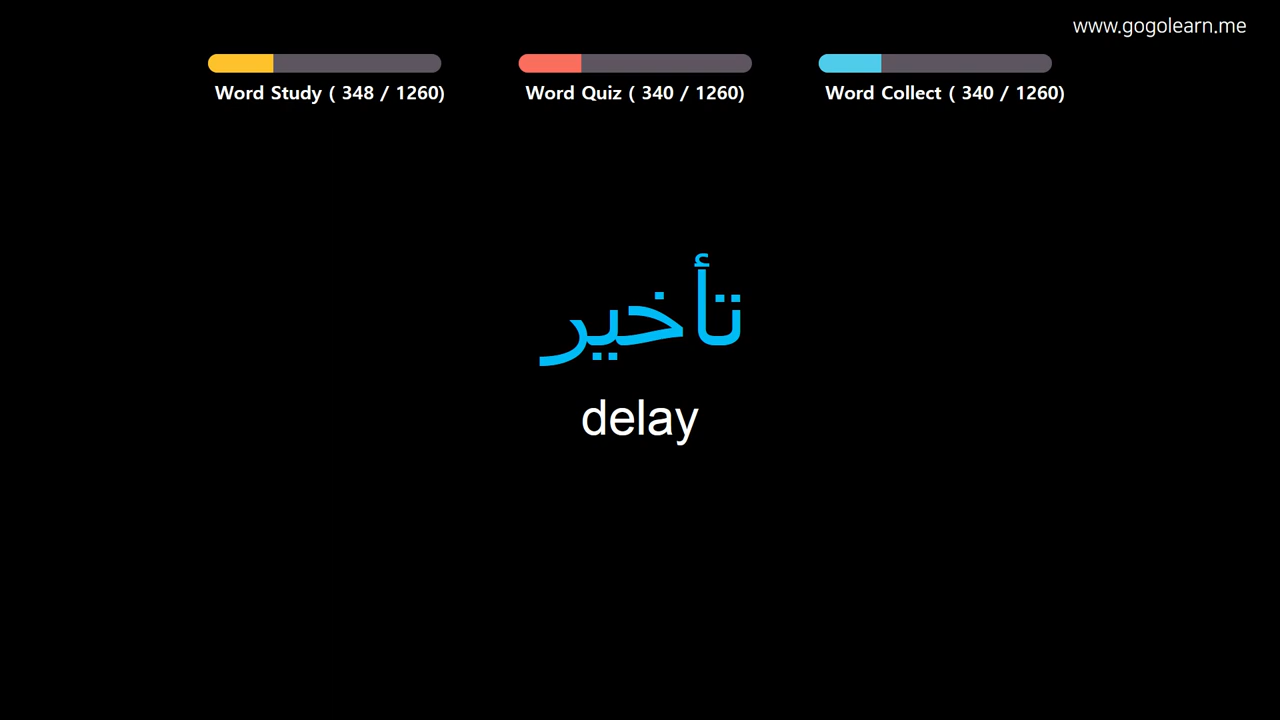 www.gogolearn.me
Word Study ( 348 / 1260)
Word Quiz ( 340 / 1260)
Word Collect ( 340 / 1260)
تأخير
delay